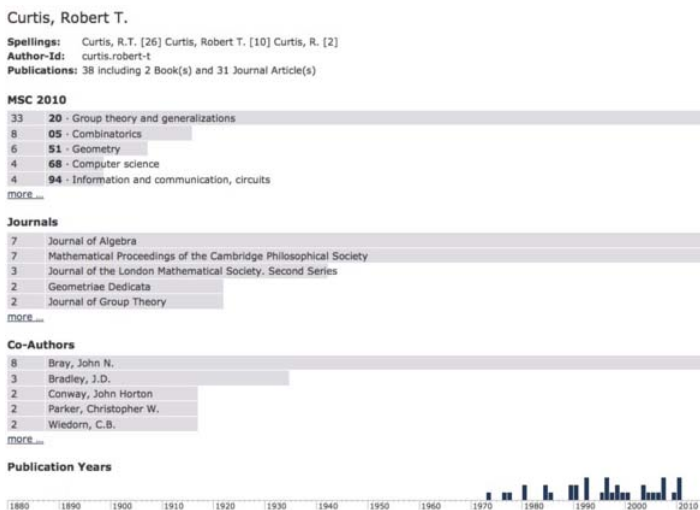 Curtis, Robert T.
Spellings: Curtis, R.T. [26] Curtis, Robert T. [10] Curtis, R. [2]
Author-Id: curtis.robert-t
Publications: 38 including 2 Book(s) and 31 Journal Article(s)
MSC 2010
33 20 · Group theory and generalizations
8 05 · Combinatorics
6 51 · Geometry
4 68 · Computer science
4 94 · Information and communication, circuits
more ...
Journals
7 Journal of Algebra
7 Mathematical Proceedings of the Cambridge Philosophical Society
3 Journal of the London Mathematical Society. Second Series
2 Geometriae Dedicata
2 Journal of Group Theory
more ...
Co-Authors
8 Bray, John N.
3 Bradley, J.D.
2 Conway, John Horton
2 Parker, Christopher W.
2 Wiedorn, C.B.
more ...
Publication Years
1880 1890 1900 1910 1920 1930 1940 1950 1960 1970 1980 1990 2000 2010